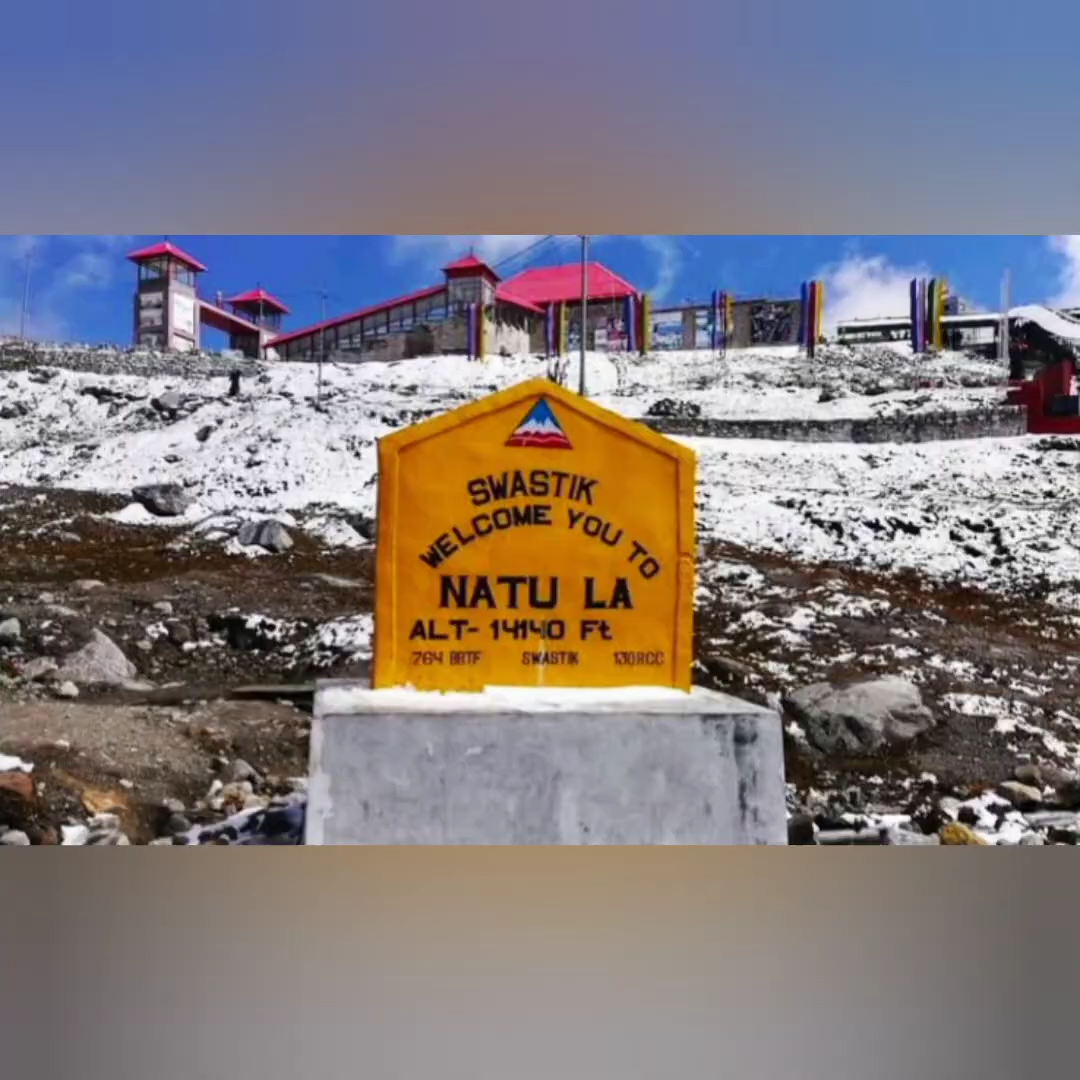 SWASTIK
WELCOME YOU TO
NATU LA
ALT- 14140 Ft
764 BRTF SWASTIK 130RCC